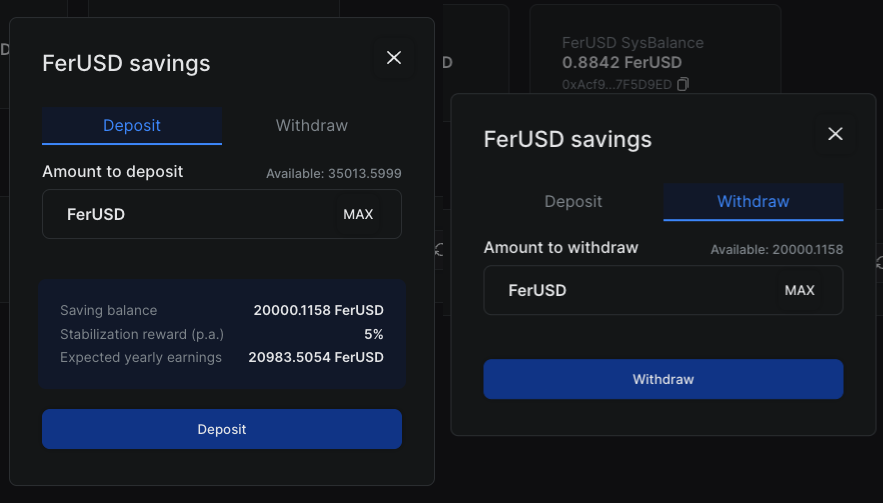 FerUSD savings
Deposit
Withdraw
Amount to deposit
Available: 35013.5999
FerUSD
MAX
Saving balance
20000.1158 FerUSD
Stabilization reward (p.a.)
5%
Expected yearly earnings
20983.5054 FerUSD
Deposit
D
D
FerUSD SysBalance
0.8842 FerUSD
0xAcf9...7F5D9ED
FerUSD savings
Deposit
Withdraw
Amount to withdraw
Available: 20000.1158
FerUSD
MAX
Withdraw